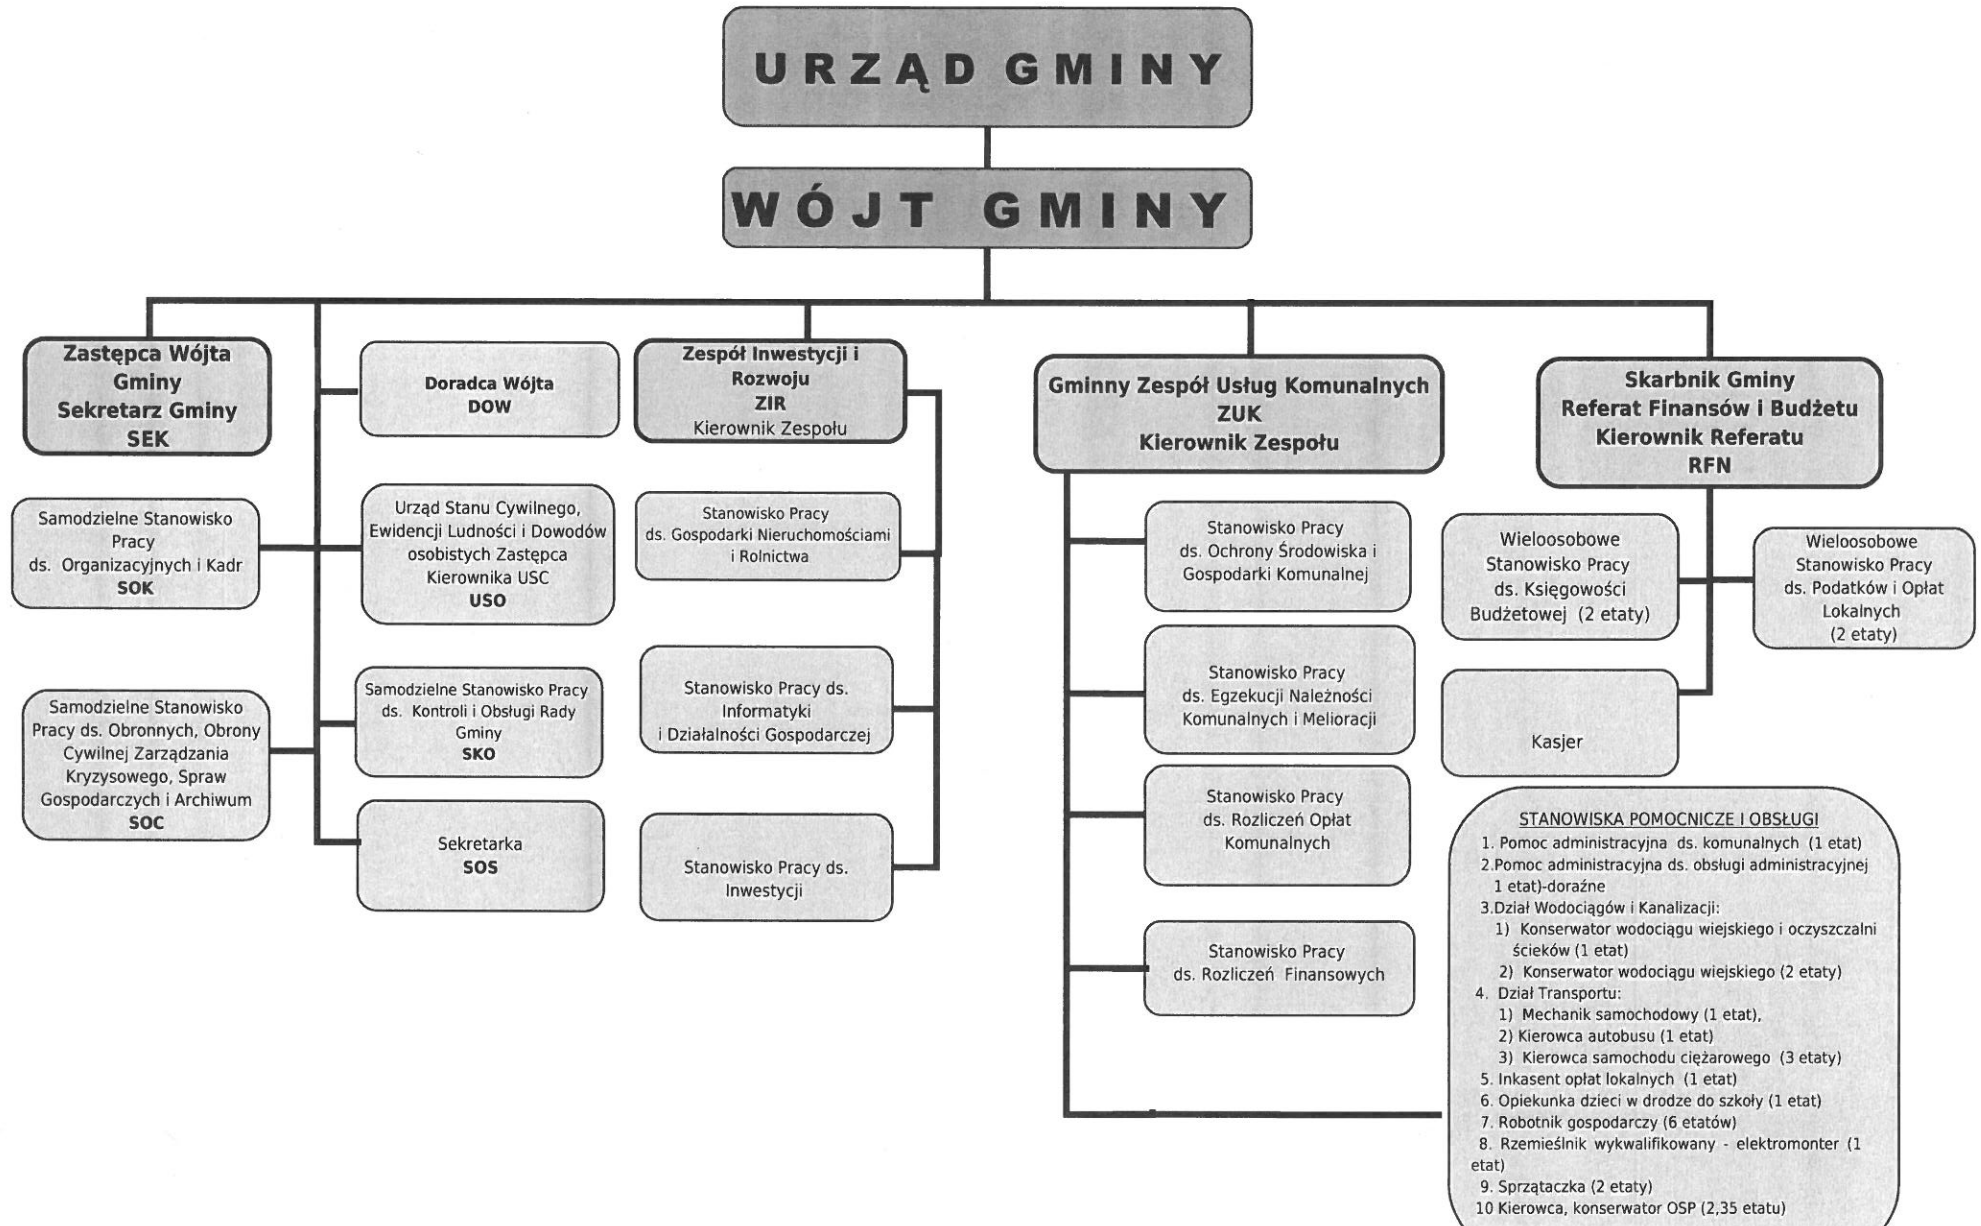 URZĄD GMINY
WÓJT GMINY
Zastępca Wójta
Gminy
Sekretarz Gminy
SEK
Doradca Wójta
DOW
Zespół Inwestycji i
Rozwoju
ZIR
Kierownik Zespołu
Gminny Zespół Usług Komunalnych
ZUK
Kierownik Zespołu
Skarbnik Gminy
Referat Finansów i Budżetu
Kierownik Referatu
RFN
Samodzielne Stanowisko
Pracy
ds. Organizacyjnych i Kadr
SOK
Urząd Stanu Cywilnego,
Ewidencji Ludności i Dowodów
osobistych Zastępca
Kierownika USC
USO
Stanowisko Pracy
ds. Gospodarki Nieruchomościami
i Rolnictwa
Stanowisko Pracy
ds. Ochrony Środowiska i
Gospodarki Komunalnej
Wieloosobowe
Stanowisko Pracy
ds. Księgowości
Budżetowej (2 etaty)
Wieloosobowe
Stanowisko Pracy
ds. Podatków i Opłat
Lokalnych
(2 etaty)
Samodzielne Stanowisko
Pracy ds. Obronnych, Obrony
Cywilnej Zarządzania
Kryzysowego, Spraw
Gospodarczych i Archiwum
SOC
Samodzielne Stanowisko Pracy
ds. Kontroli i Obsługi Rady
Gminy
SKO
Stanowisko Pracy ds.
Informatyki
i Działalności Gospodarczej
Stanowisko Pracy
ds. Egzekucji Należności
Komunalnych i Melioracji
Kasjer
Sekretarka
SOS
Stanowisko Pracy ds.
Inwestycji
Stanowisko Pracy
ds. Rozliczeń Opłat
Komunalnych
Stanowisko Pracy
ds. Rozliczeń Finansowych
STANOWISKA POMOCNICZE I OBSŁUGI
1. Pomoc administracyjna ds. komunalnych (1 etat)
2.Pomoc administracyjna ds. obsługi administracyjnej
1 etat)-doraźne
3.Dział Wodociągów i Kanalizacji:
1) Konserwator wodociągu wiejskiego i oczyszczalni
ścieków (1 etat)
2) Konserwator wodociągu wiejskiego (2 etaty)
4. Dział Transportu:
1) Mechanik samochodowy (1 etat),
2) Kierowca autobusu (1 etat)
3) Kierowca samochodu ciężarowego (3 etaty)
5. Inkasent opłat lokalnych (1 etat)
6. Opiekunka dzieci w drodze do szkoły (1 etat)
7. Robotnik gospodarczy (6 etatów)
8. Rzemieślnik wykwalifikowany - elektromonter (1
etat)
9. Sprzątaczka (2 etaty)
10 Kierowca, konserwator OSP (2,35 etatu)